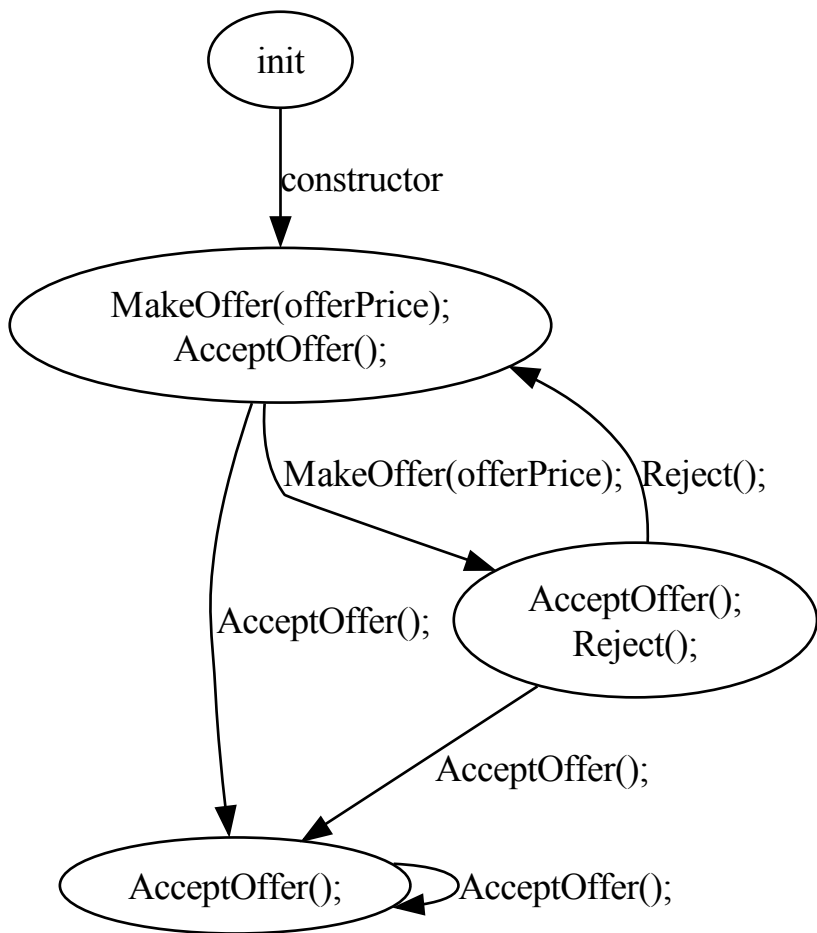 init
constructor
MakeOffer(offerPrice);
AcceptOffer();
MakeOffer(offerPrice);
Reject();
AcceptOffer();
AcceptOffer();
Reject();
AcceptOffer();
AcceptOffer();
AcceptOffer();